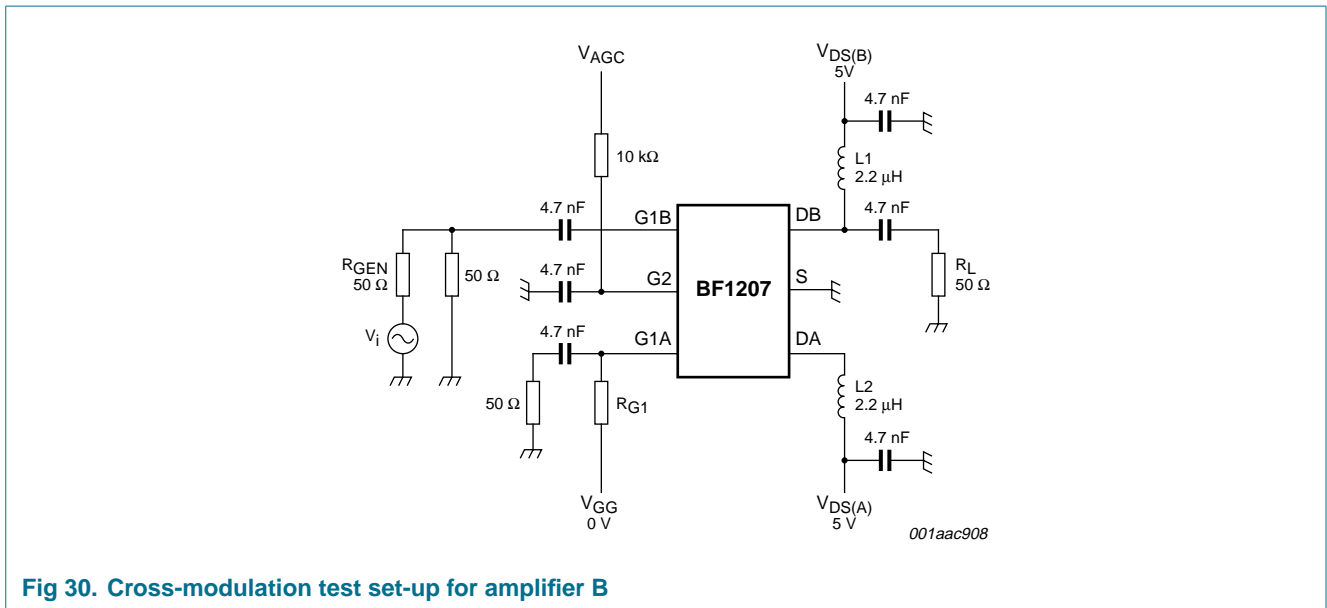 VAGC
VDS(B)
5V
4.7 nF
10 kΩ
L1
2.2 μH
4.7 nF
G1B
DB
4.7 nF
RGEN
50 Ω
50 Ω
4.7 nF
G2
BF1207
S
RL
50 Ω
Vi
4.7 nF
G1A
DA
50 Ω
RG1
L2
2.2 μH
4.7 nF
VGG
0 V
VDS(A)
5 V
001aac908
Fig 30. Cross-modulation test set-up for amplifier B